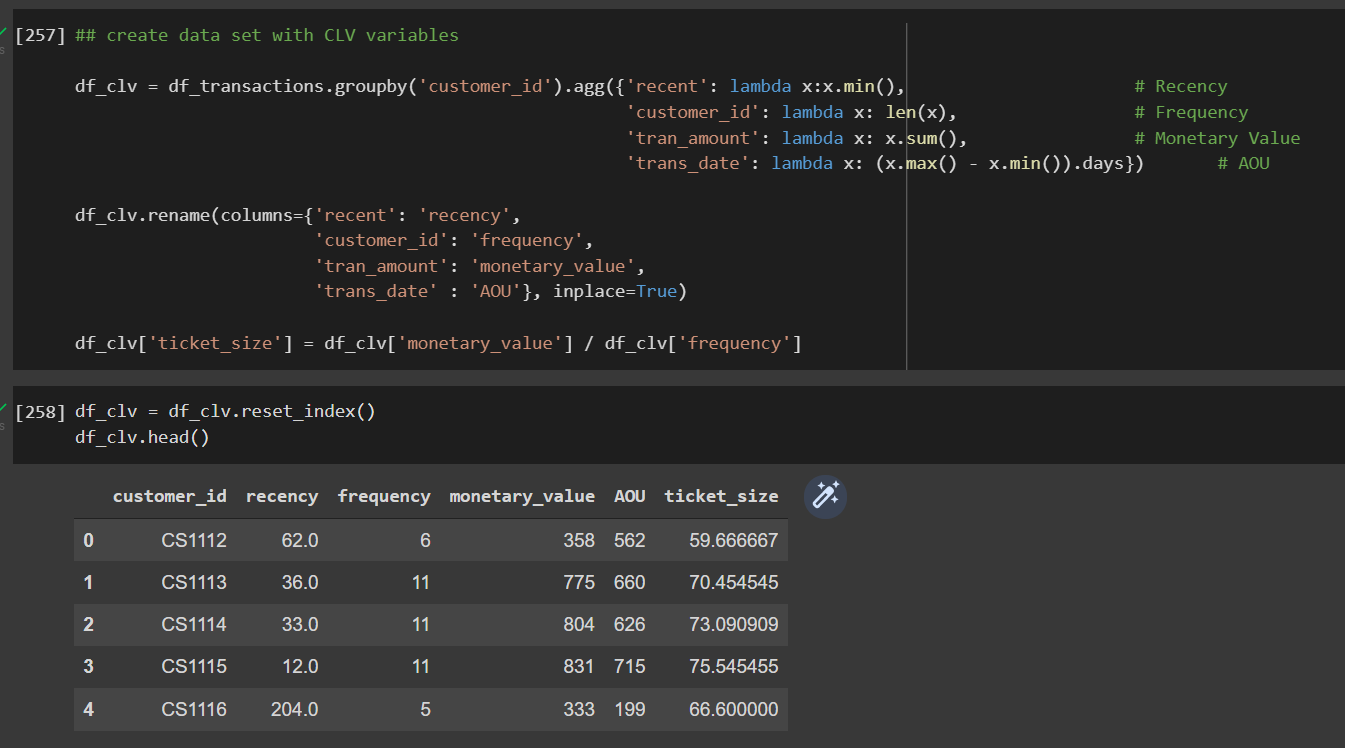 [257] ## create data set with CLV variables
df_clv = df_transactions.groupby('customer_id').agg({'recent': lambda x:x.min(), # Recency
'customer_id': lambda x: len(x), # Frequency
'tran_amount': lambda x: x.sum(), # Monetary Value
'trans_date': lambda x: (x.max() - x.min()).days}) # AOU
df_clv.rename(columns={'recent': 'recency',
'customer_id': 'frequency',
'tran_amount': 'monetary_value',
'trans_date' : 'AOU'}, inplace=True)
df_clv['ticket_size'] = df_clv['monetary_value'] / df_clv['frequency']
[258] df_clv = df_clv.reset_index()
df_clv.head()
customer_id recency frequency monetary_value AOU ticket_size
0 CS1112 62.0 6 358 562 59.666667
1 CS1113 36.0 11 775 660 70.454545
2 CS1114 33.0 11 804 626 73.090909
3 CS1115 12.0 11 831 715 75.545455
4 CS1116 204.0 5 333 199 66.600000